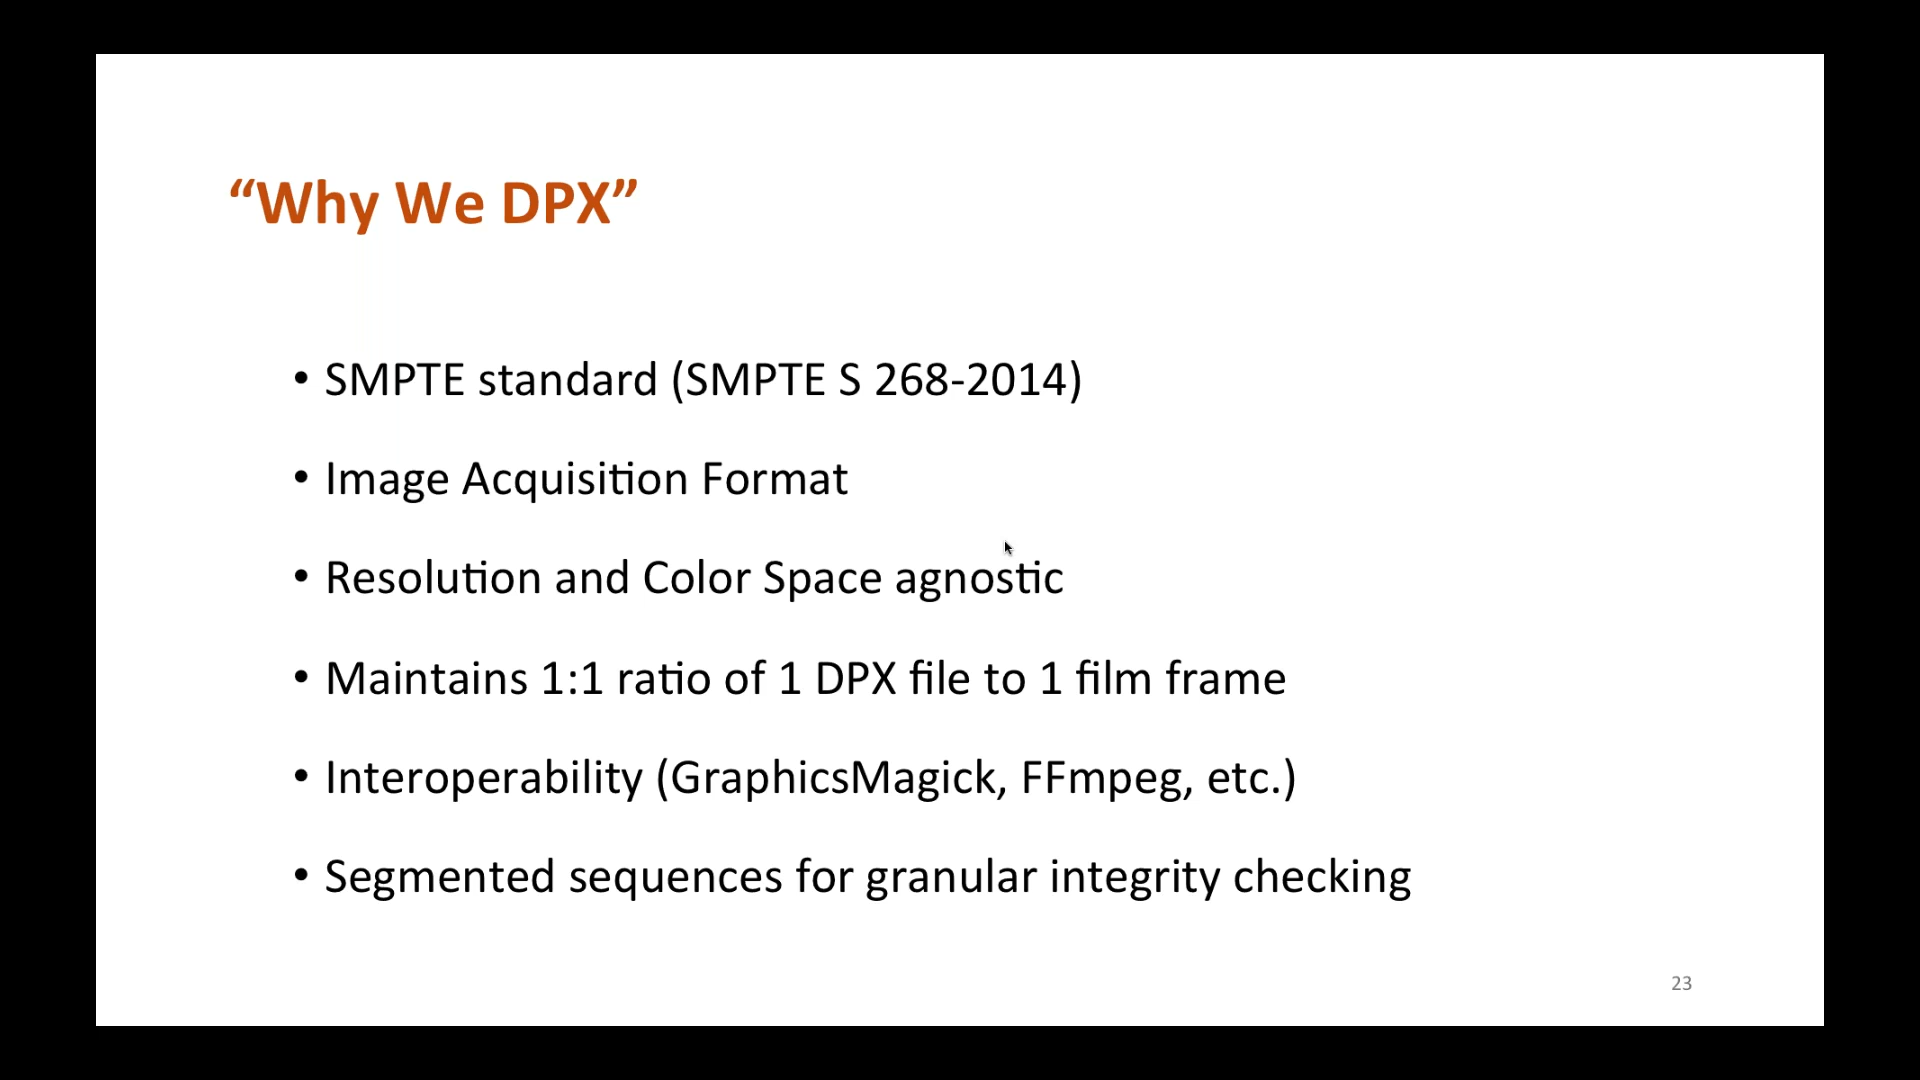 “Why We DPX”
• SMPTE standard (SMPTE S 268-2014)
• Image Acquisition Format
• Resolution and Color Space agnostic
• Maintains 1:1 ratio of 1 DPX file to 1 film frame
• Interoperability (GraphicsMagick, FFmpeg, etc.)
• Segmented sequences for granular integrity checking
23